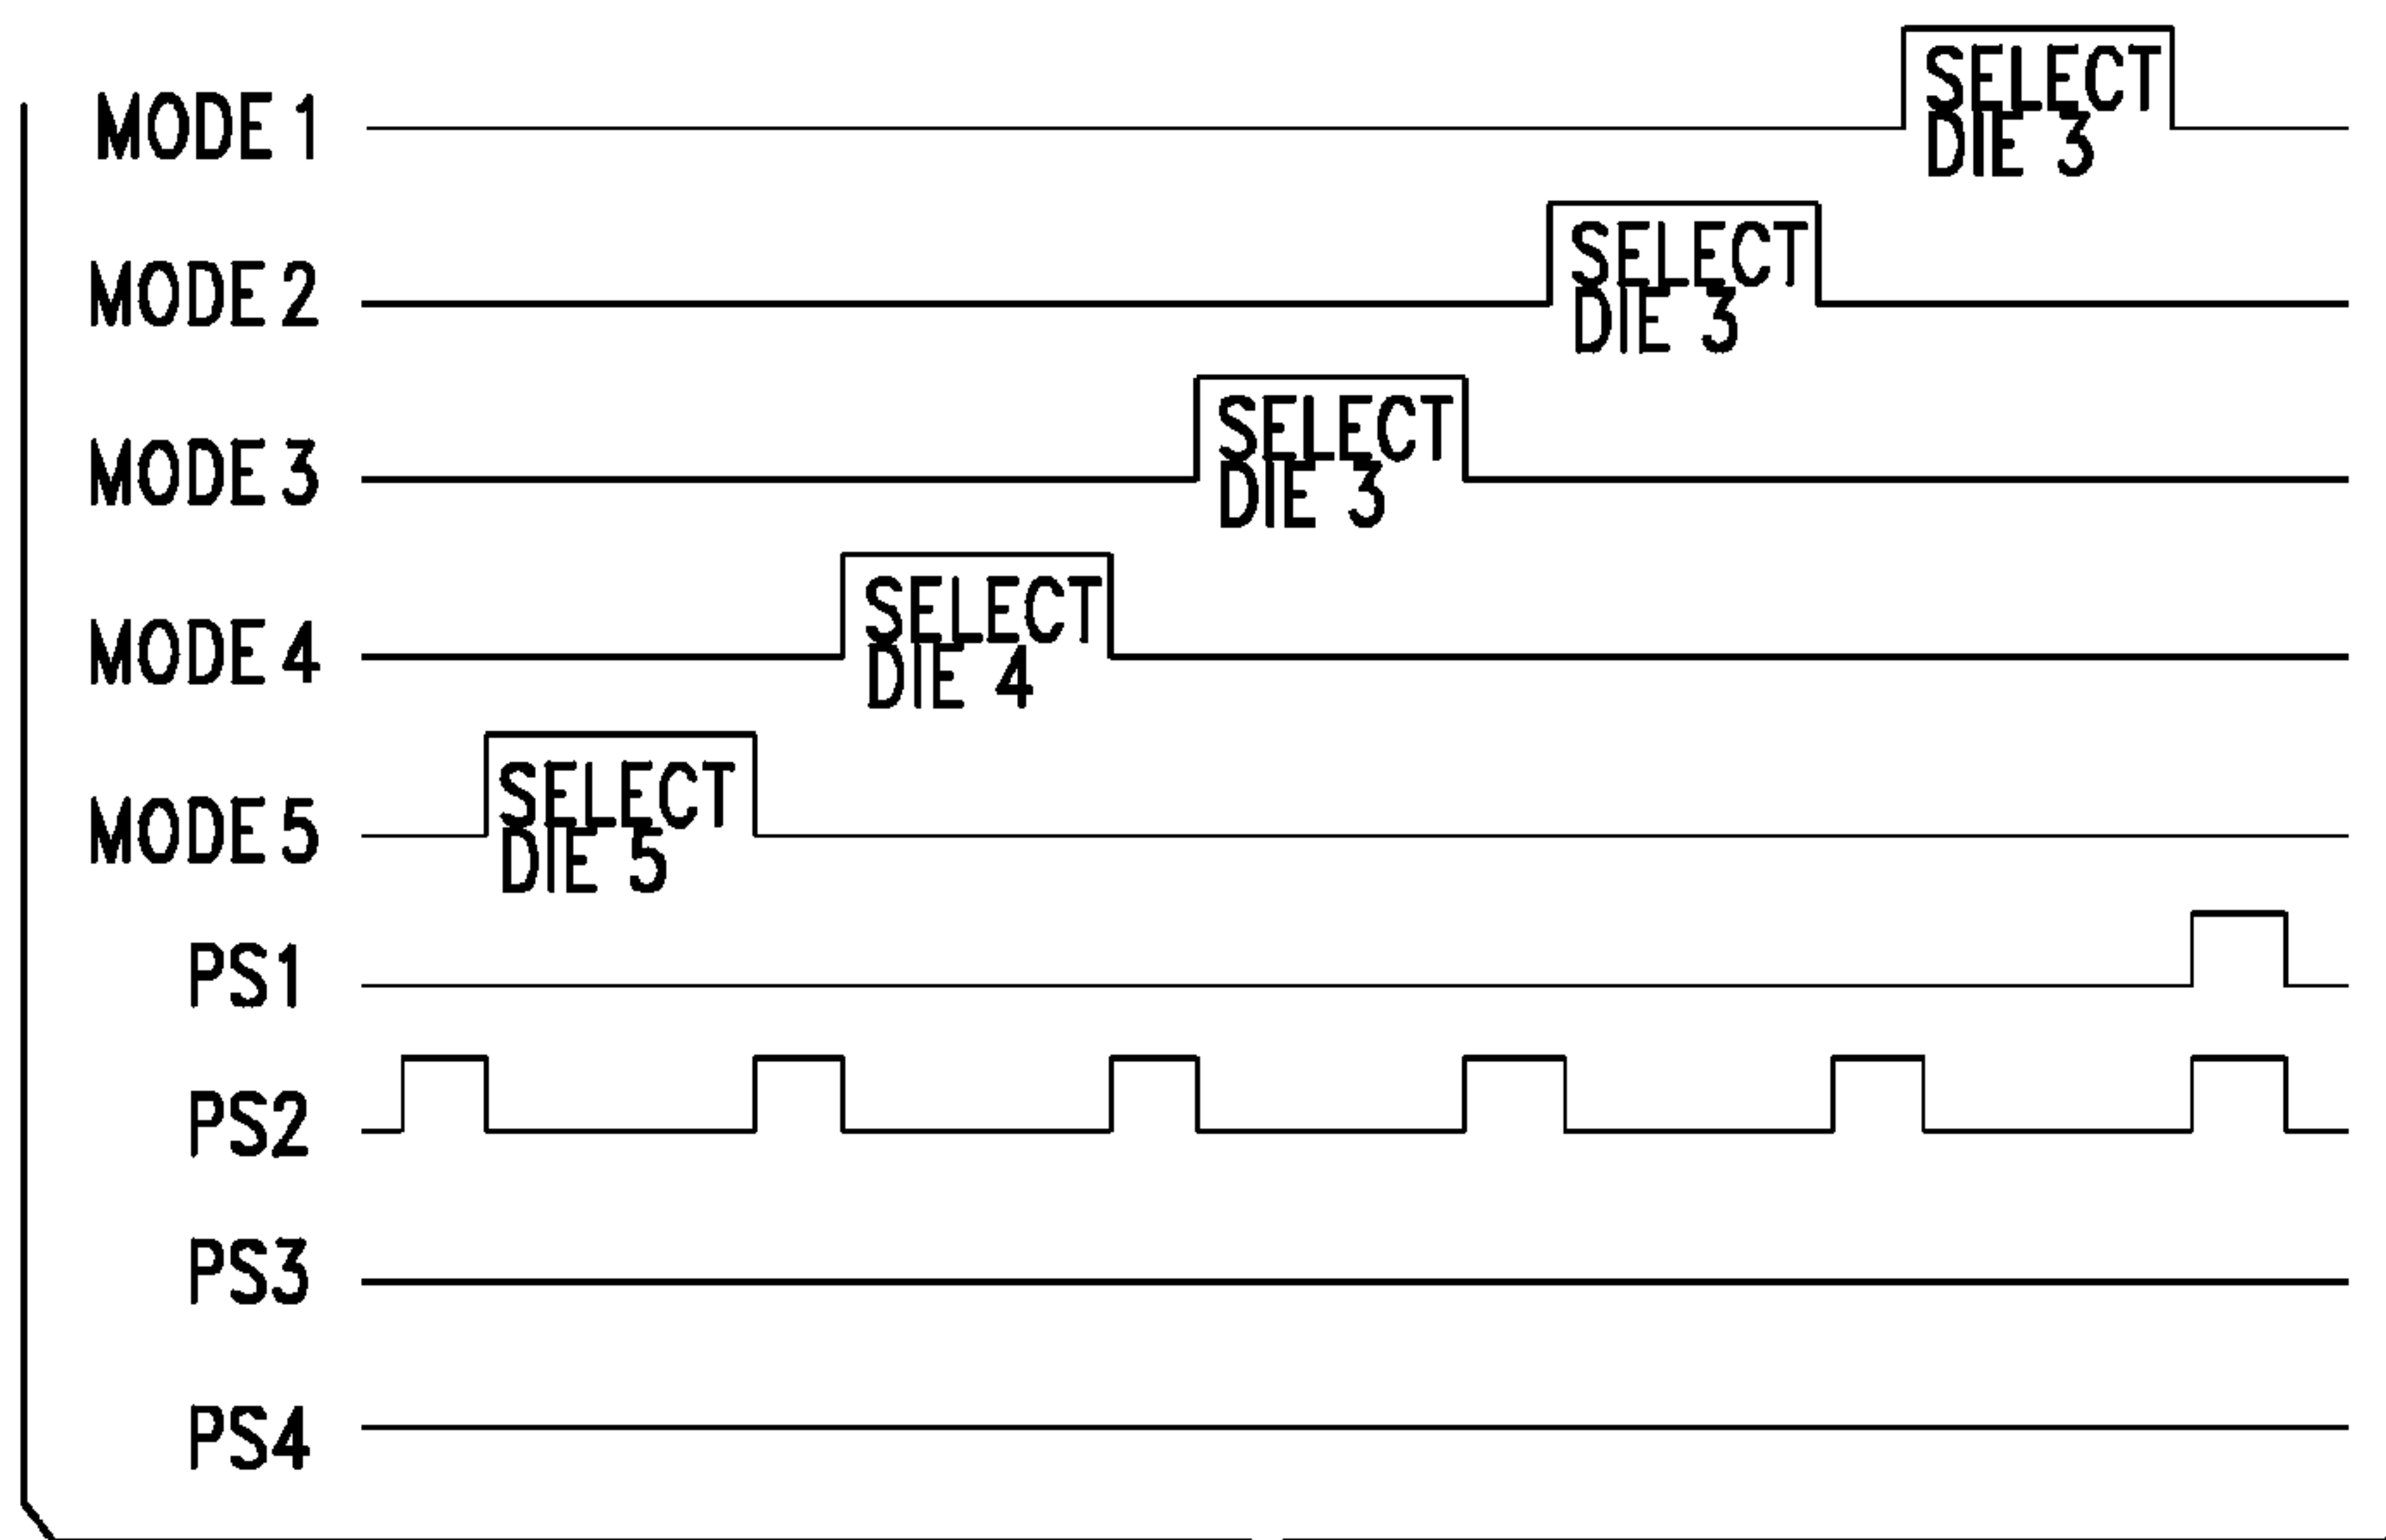 MODE 1
SELECT
DIE 3
MODE 2
SELECT
DIE 3
MODE 3
SELECT
DIE 3
MODE 4
SELECT
DIE 4
MODE 5
SELECT
DIE 5
PS1
PS2
PS3
PS4